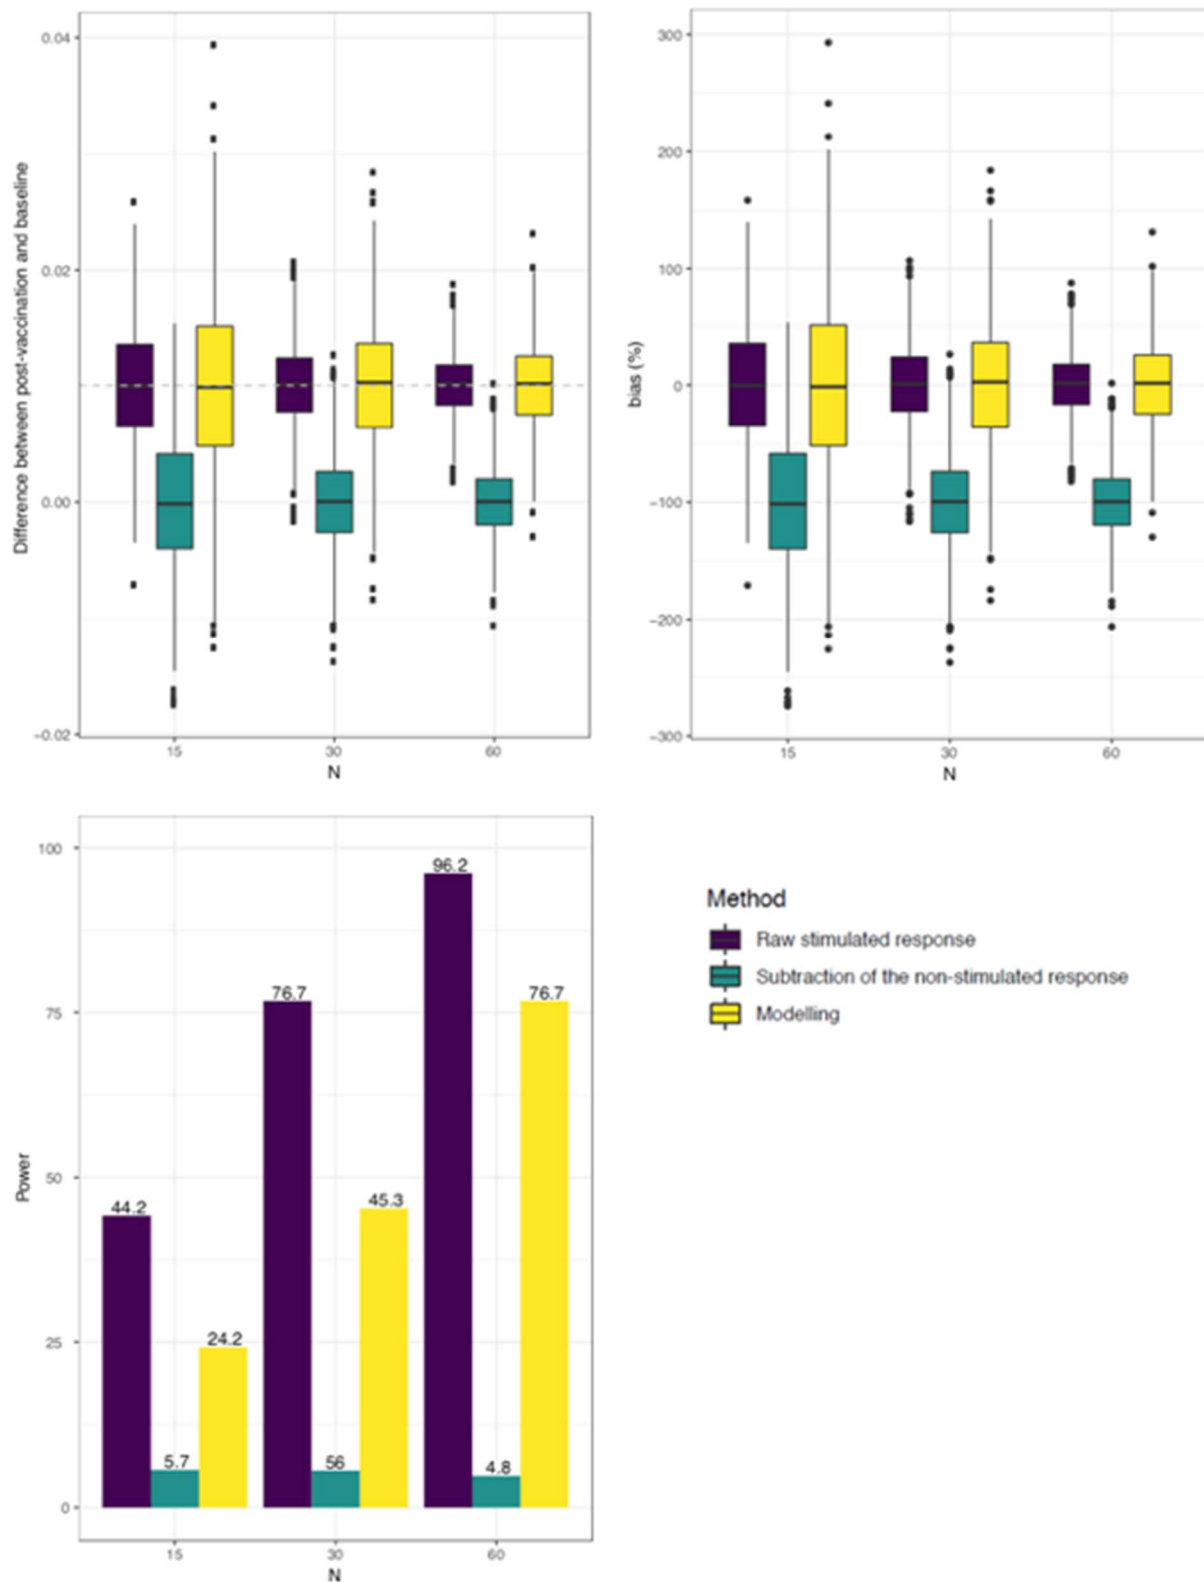 0.04
0.02
0.00
−0.02
Difference between post-vaccination and baseline
15 30 60
N
300
200
100
0
−100
−200
−300
bias (%)
15 30 60
N
100
75
50
25
0
Power
44.2
5.7
24.2
76.7
56
45.3
96.2
4.8
76.7
15 30 60
N
Method
Raw stimulated response
Subtraction of the non-stimulated response
Modelling